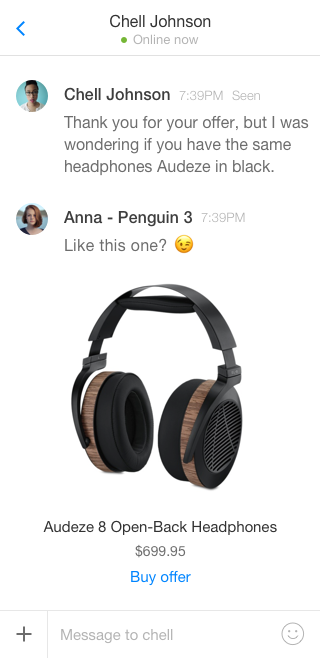 Chell Johnson
Online now
Chell Johnson 7:39PM Seen
Thank you for your offer, but I was
wondering if you have the same
headphones Audeze in black.
Anna - Penguin 3 7:39PM
Like this one? 😉
Audeze 8 Open-Back Headphones
$699.95
Buy offer
Message to chell